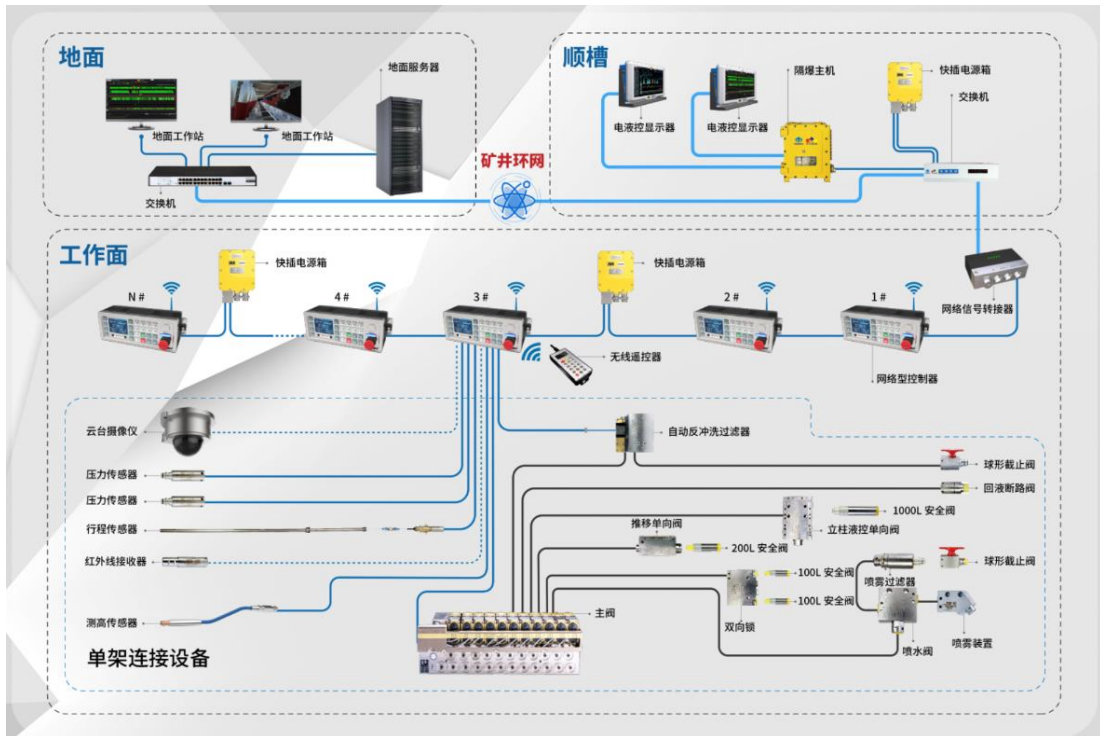 地面
地面服务器
地面工作站
地面工作站
交换机
矿井环网
顺槽
隔爆主机
快插电源箱
交换机
电液控显示器
电液控显示器
工作面
快插电源箱
快插电源箱
N #
4 #
3 #
2 #
1 #
网络信号转接器
无线遥控器
网络型控制器
云台摄像仪
自动反冲洗过滤器
压力传感器
球形截止阀
压力传感器
回液断路阀
1000L 安全阀
行程传感器
推移单向阀
立柱液控单向阀
200L 安全阀
红外线接收器
球形截止阀
100L 安全阀
喷雾过滤器
100L 安全阀
主阀
测高传感器
双向锁
喷雾装置
喷水阀
单架连接设备